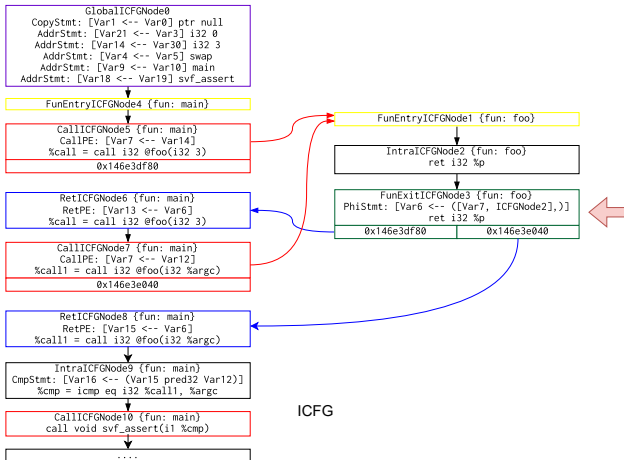 GlobalICFGNode0
CopyStmt: [Var1 <-- Var0] ptr null
AddrStmt: [Var21 <-- Var3] i32 0
AddrStmt: [Var14 <-- Var30] i32 3
AddrStmt: [Var4 <-- Var5] swap
AddrStmt: [Var9 <-- Var10] main
AddrStmt: [Var18 <-- Var19] svf_assert
FunEntryICFGNode4 {fun: main}
CallICFGNode5 {fun: main}
CallPE: [Var7 <-- Var14]
%call = call i32 @foo(i32 3)
0x146e3df80
RetICFGNode6 {fun: main}
RetPE: [Var13 <-- Var6]
%call = call i32 @foo(i32 3)
CallICFGNode7 {fun: main}
CallPE: [Var7 <-- Var12]
%call1 = call i32 @foo(i32 %argc)
0x146e3e040
RetICFGNode8 {fun: main}
RetPE: [Var15 <-- Var6]
%call1 = call i32 @foo(i32 %argc)
IntraICFGNode9 {fun: main}
CmpStmt: [Var16 <-- (Var15 pred32 Var12)]
%cmp = icmp eq i32 %call1, %argc
CallICFGNode10 {fun: main}
call void svf_assert(i1 %cmp)
....
FunEntryICFGNode1 {fun: foo}
IntraICFGNode2 {fun: foo}
ret i32 %p
FunExitICFGNode3 {fun: foo}
PhiStmt: [Var6 <-- ([Var7, ICFGNode2],)]
ret i32 %p
0x146e3df80 0x146e3e040
ICFG